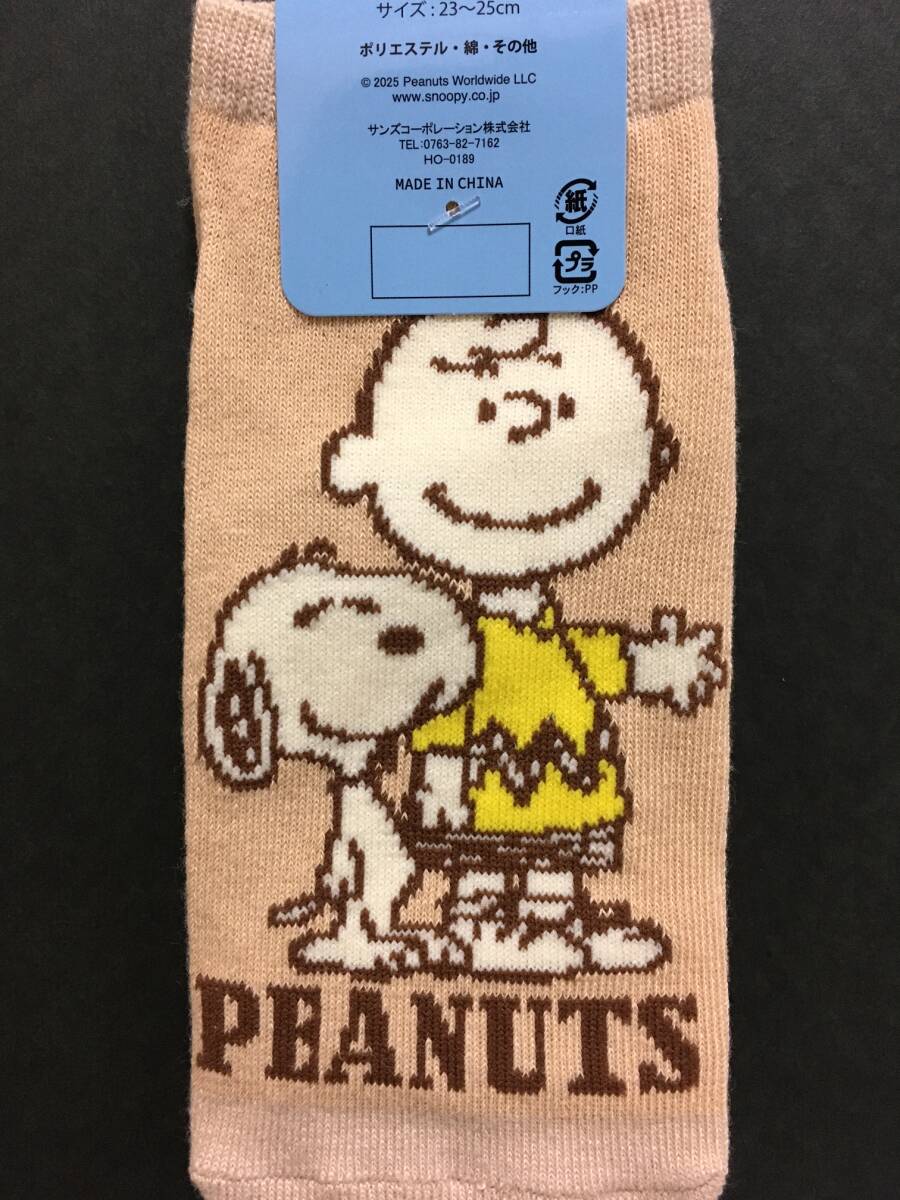 サイズ:23〜25cm
ポリエステル・綿・その他
© 2025 Peanuts Worldwide LLC
www.snoopy.co.jp
サンズコーポレーション株式会社
TEL:0763-82-7162
HO-0189
MADE IN CHINA
紙
口紙
プラ
フック:PP
PEANUTS